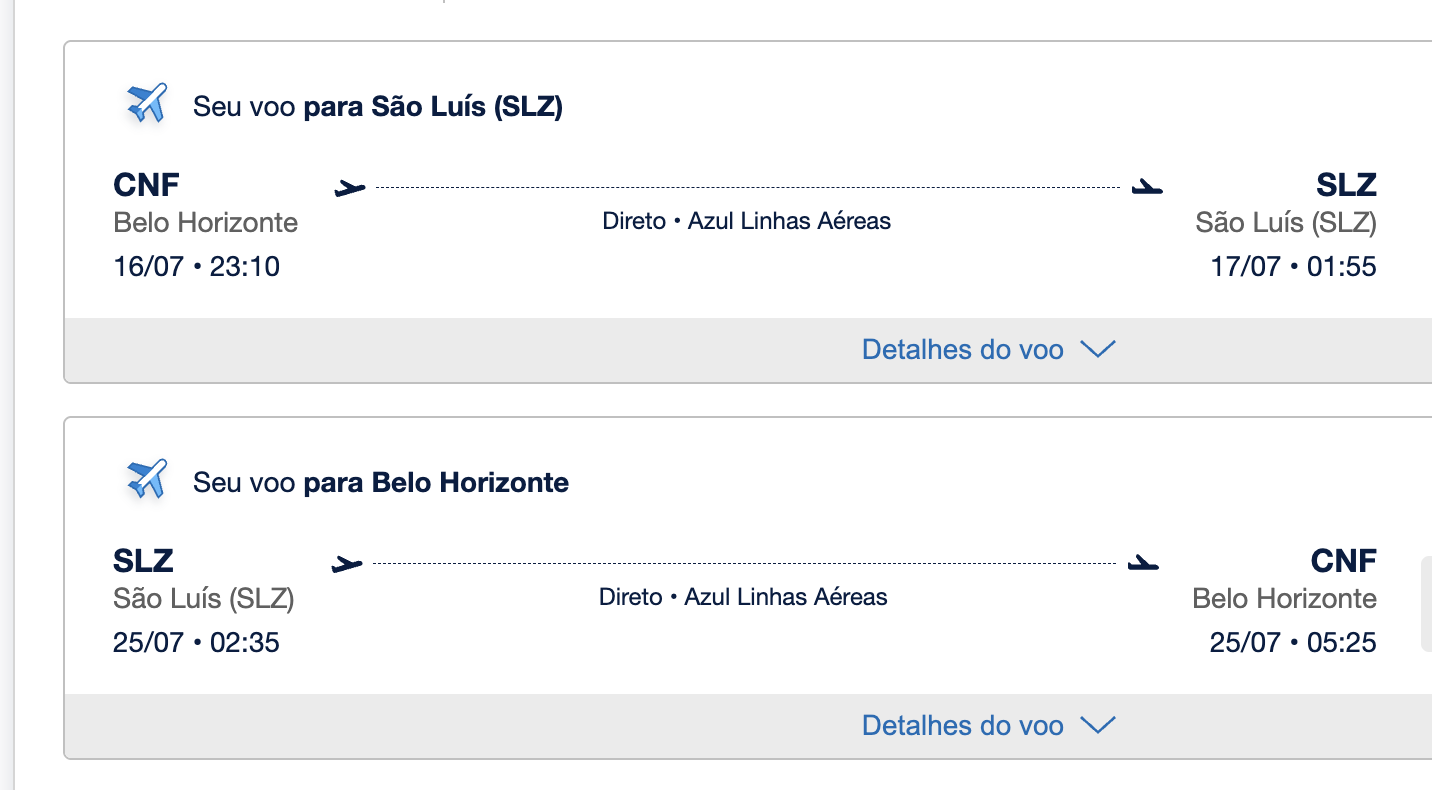 Seu voo para São Luís (SLZ)
CNF
SLZ
Belo Horizonte
Direto • Azul Linhas Aéreas
São Luís (SLZ)
16/07 • 23:10
17/07 • 01:55
Detalhes do voo
Seu voo para Belo Horizonte
SLZ
CNF
São Luís (SLZ)
Direto • Azul Linhas Aéreas
Belo Horizonte
25/07 • 02:35
25/07 • 05:25
Detalhes do voo